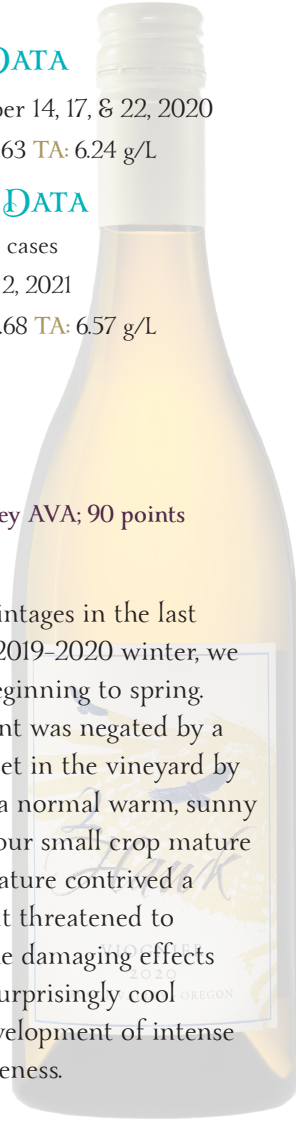 DATA
ber 14, 17, & 22, 2020
63 TA: 6.24 g/L
DATA
cases
2, 2021
.68 TA: 6.57 g/L
ey AVA; 90 points
intages in the last
2019–2020 winter, we
eginning to spring.
nt was negated by a
et in the vineyard by
a normal warm, sunny
our small crop mature
ature contrived a
t threatened to
e damaging effects
urprisingly cool
velopment of intense
eness.
Hawk
VIOGNIER
2020
OREGON